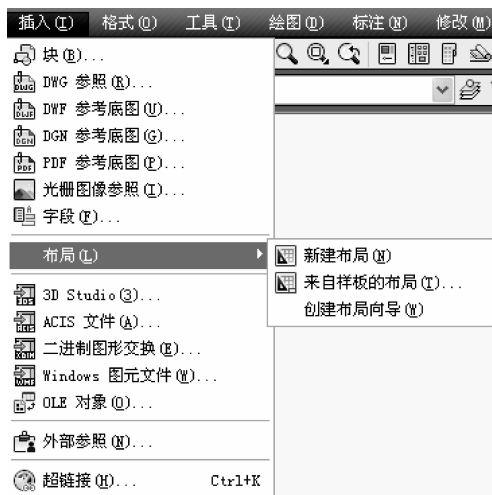 插入(I) 格式(O) 工具(T) 绘图(D) 标注(N) 修改(M)
块(B)...
DWG 参照(R)...
DWF 参考底图(U)...
DGN 参考底图(G)...
PDF 参考底图(P)...
光栅图像参照(I)...
字段(F)...
布局(L)
新建布局(N)
来自样板的布局(T)...
创建布局向导(W)
3D Studio(3)...
ACIS 文件(A)...
二进制图形交换(E)...
Windows 图元文件(W)...
OLE 对象(O)...
外部参照(N)...
超链接(H)... Ctrl+K